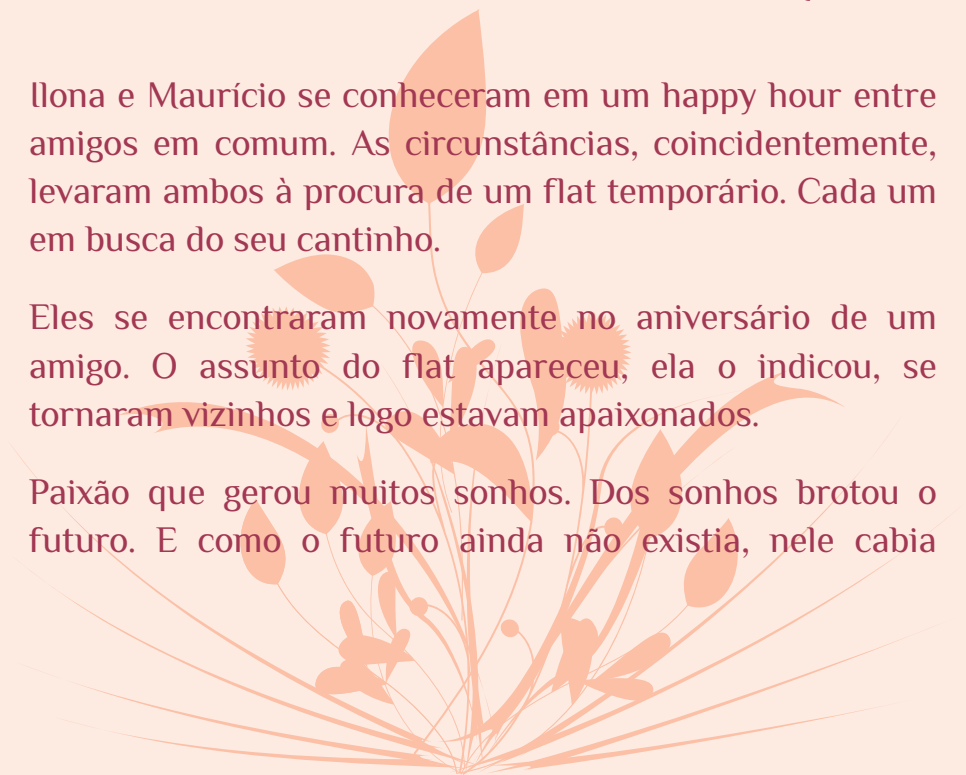 Ilona e Maurício se conheceram em um happy hour entre
amigos em comum. As circunstâncias, coincidentemente,
levaram ambos à procura de um flat temporário. Cada um
em busca do seu cantinho.
Eles se encontraram novamente no aniversário de um
amigo. O assunto do flat apareceu, ela o indicou, se
tornaram vizinhos e logo estavam apaixonados.
Paixão que gerou muitos sonhos. Dos sonhos brotou o
futuro. E como o futuro ainda não existia, nele cabia